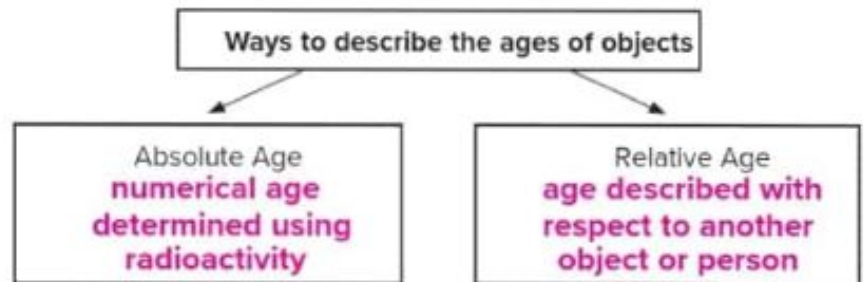 Ways to describe the ages of objects
Absolute Age
numerical age
determined using
radioactivity
Relative Age
age described with
respect to another
object or person